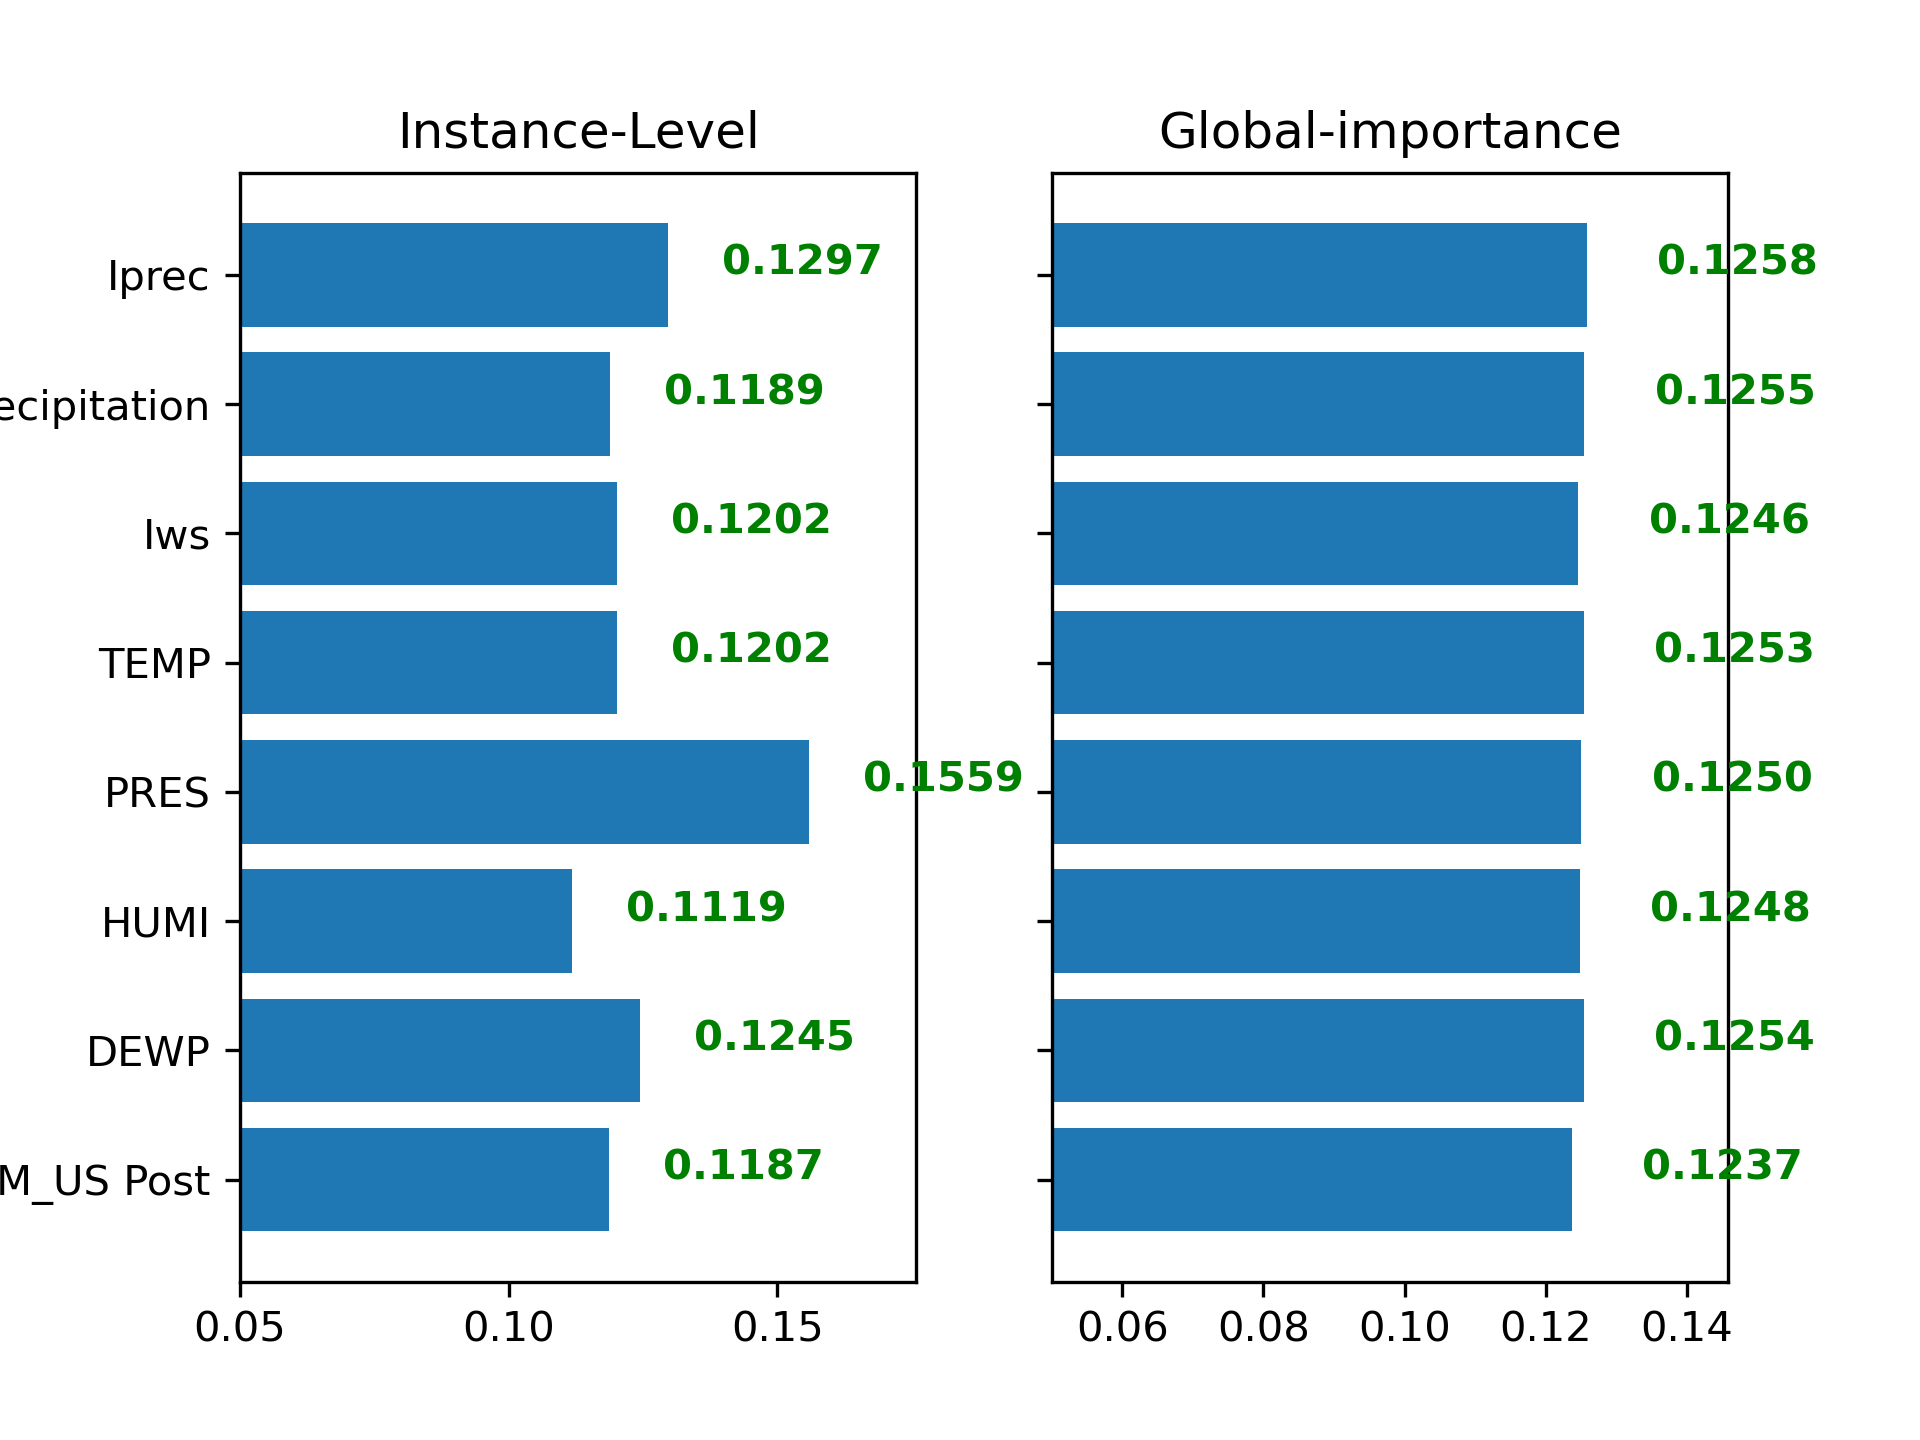 Instance-Level
Iprec
ecipitation
Iws
TEMP
PRES
HUMI
DEWP
M_US Post
0.1297
0.1189
0.1202
0.1202
0.1559
0.1119
0.1245
0.1187
0.05 0.10 0.15
Global-importance
0.1258
0.1255
0.1246
0.1253
0.1250
0.1248
0.1254
0.1237
0.06 0.08 0.10 0.12 0.14